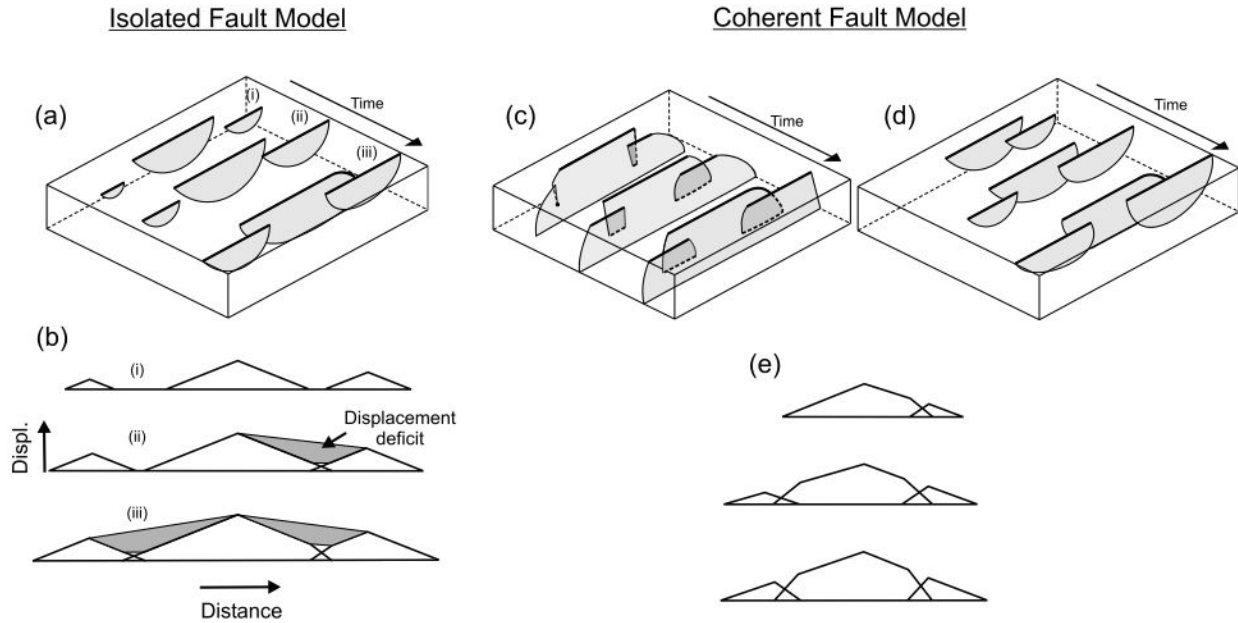 Isolated Fault Model
Coherent Fault Model
(a)
(i)
(ii)
(iii)
Time
(c)
Time
(d)
Time
(b)
(i)
Displ.
(ii)
Displacement
deficit
(iii)
Distance
(e)